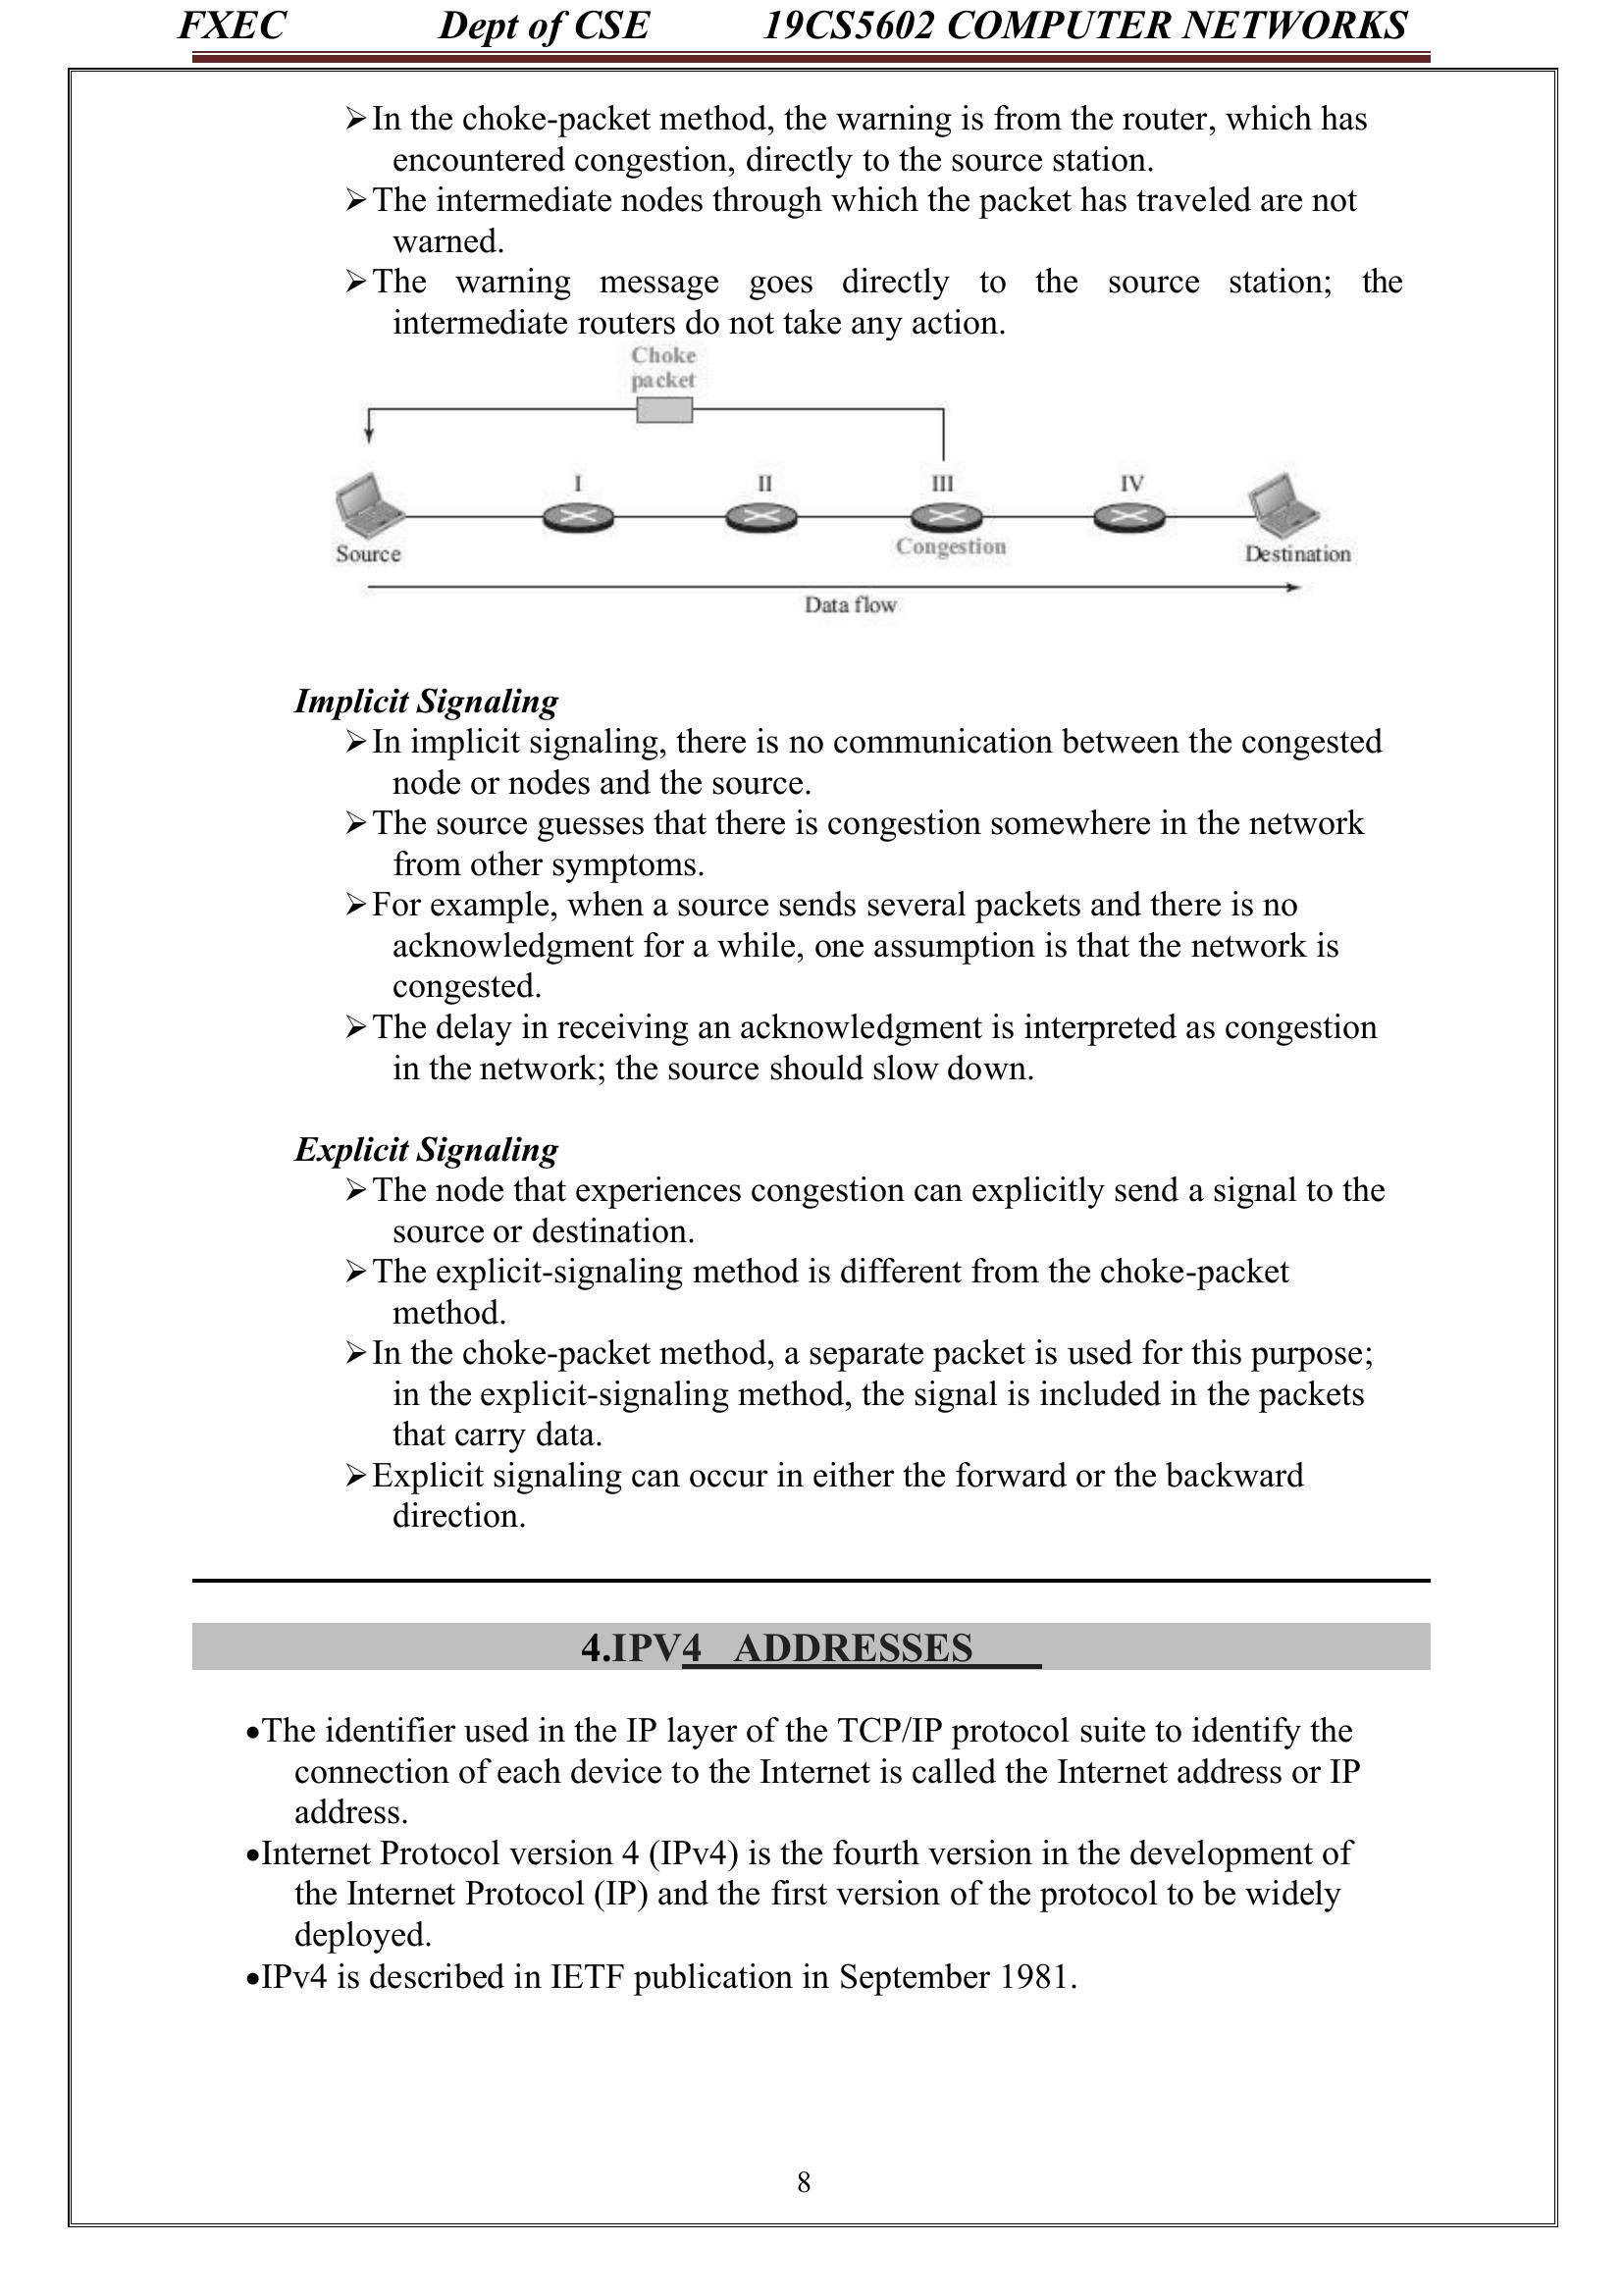 FXEC Dept of CSE 19CS5602 COMPUTER NETWORKS
➢In the choke-packet method, the warning is from the router, which has
encountered congestion, directly to the source station.
➢The intermediate nodes through which the packet has traveled are not
warned.
➢The warning message goes directly to the source station; the
intermediate routers do not take any action.
Choke
packet
I II III IV
Congestion
Source Destination
Data flow
Implicit Signaling
➢In implicit signaling, there is no communication between the congested
node or nodes and the source.
➢The source guesses that there is congestion somewhere in the network
from other symptoms.
➢For example, when a source sends several packets and there is no
acknowledgment for a while, one assumption is that the network is
congested.
➢The delay in receiving an acknowledgment is interpreted as congestion
in the network; the source should slow down.
Explicit Signaling
➢The node that experiences congestion can explicitly send a signal to the
source or destination.
➢The explicit-signaling method is different from the choke-packet
method.
➢In the choke-packet method, a separate packet is used for this purpose;
in the explicit-signaling method, the signal is included in the packets
that carry data.
➢Explicit signaling can occur in either the forward or the backward
direction.
4.IPV4 ADDRESSES
•The identifier used in the IP layer of the TCP/IP protocol suite to identify the
connection of each device to the Internet is called the Internet address or IP
address.
•Internet Protocol version 4 (IPv4) is the fourth version in the development of
the Internet Protocol (IP) and the first version of the protocol to be widely
deployed.
•IPv4 is described in IETF publication in September 1981.
8